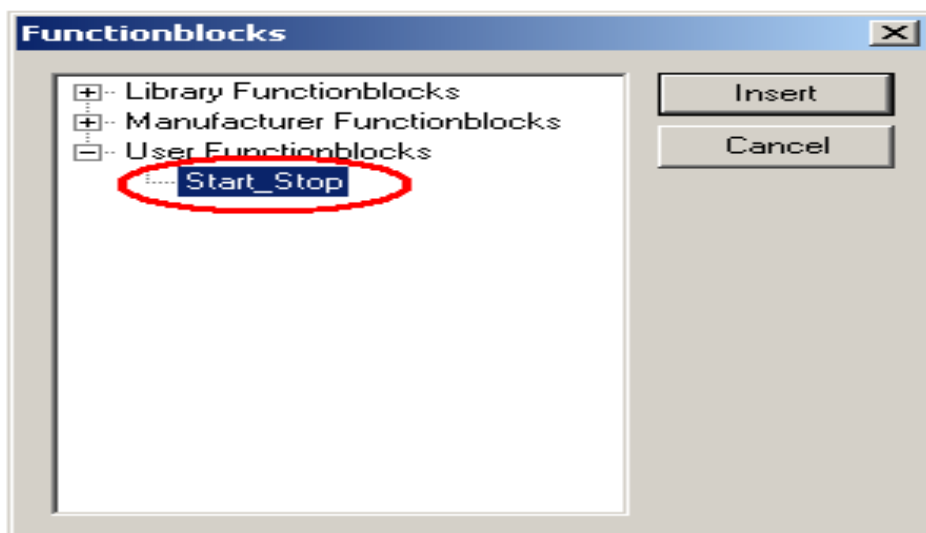 Functionblocks
Library Functionblocks
Manufacturer Functionblocks
User Functionblocks
Start_Stop
Insert
Cancel